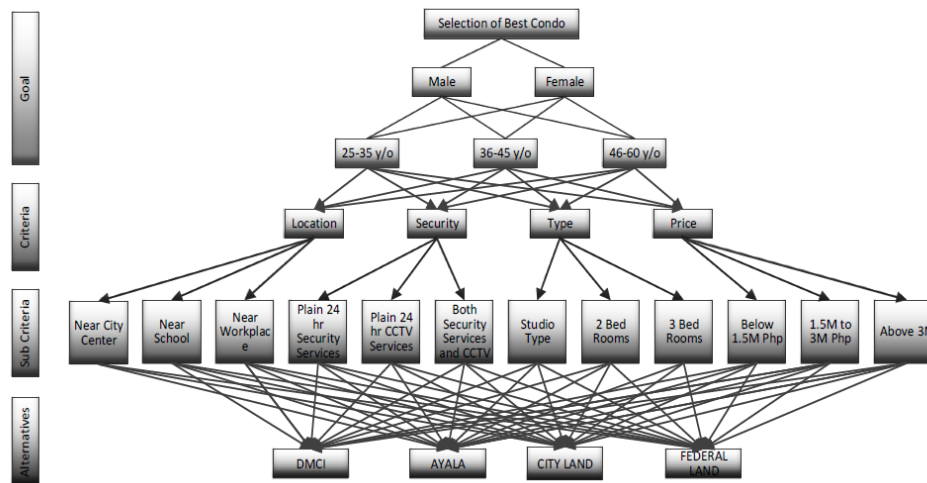 Goal
Selection of Best Condo
Male
Female
25-35 y/o
36-45 y/o
46-60 y/o
Criteria
Location
Security
Type
Price
Sub Criteria
Near City
Center
Near
School
Near
Workplac
e
Plain 24
hr
Security
Services
Plain 24
hr CCTV
Services
Both
Security
Services
and CCTV
Studio
Type
2 Bed
Rooms
3 Bed
Rooms
Below
1.5M Php
1.5M to
3M Php
Above 3M
Alternatives
DMCI
AYALA
CITY LAND
FEDERAL
LAND